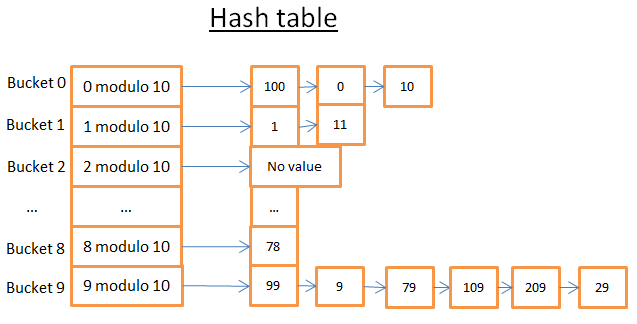 Hash table
Bucket 0 0 modulo 10 100 0 10
Bucket 1 1 modulo 10 1 11
Bucket 2 2 modulo 10 No value
... ... ...
Bucket 8 8 modulo 10 78
Bucket 9 9 modulo 10 99 9 79 109 209 29